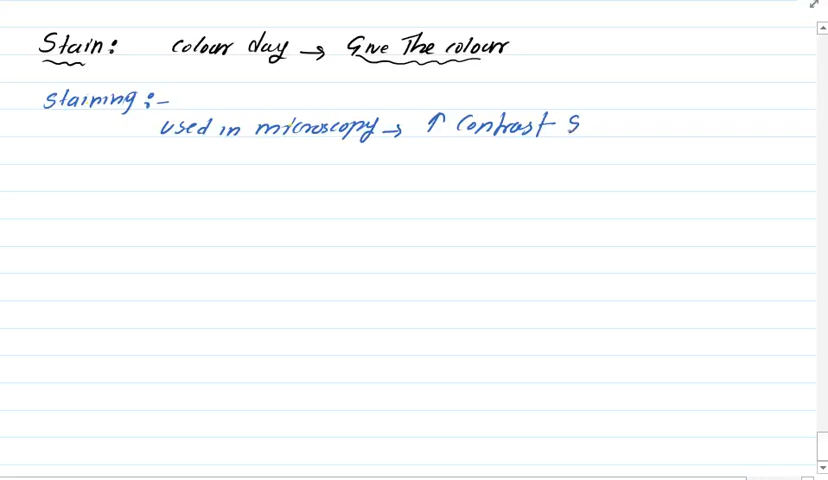 Stain: colour day → Give The colour
Staining :-
used in microscopy → ↑ Contrast S